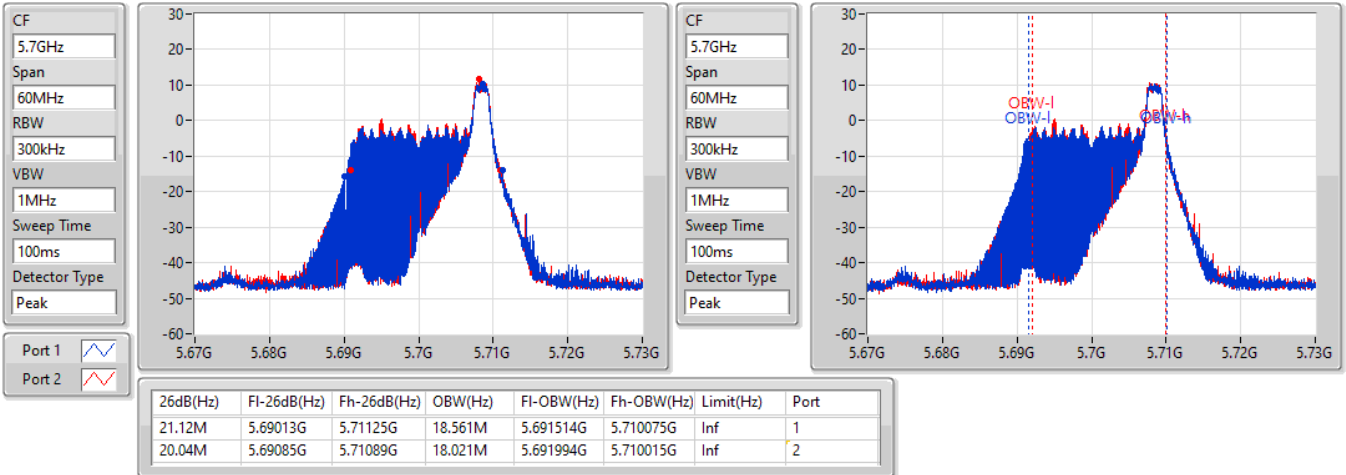 CF
5.7GHz
Span
60MHz
RBW
300kHz
VBW
1MHz
Sweep Time
100ms
Detector Type
Peak
Port 1
Port 2
30
20
10
0
-10
-20
-30
-40
-50
-60
5.67G 5.68G 5.69G 5.7G 5.71G 5.72G 5.73G
CF
5.7GHz
Span
60MHz
RBW
300kHz
VBW
1MHz
Sweep Time
100ms
Detector Type
Peak
30
20
10
0
-10
-20
-30
-40
-50
-60
OBW-l
OBW-l
OBW-h
OBW-h
5.67G 5.68G 5.69G 5.7G 5.71G 5.72G 5.73G
26dB(Hz) Fl-26dB(Hz) Fh-26dB(Hz) OBW(Hz) Fl-OBW(Hz) Fh-OBW(Hz) Limit(Hz) Port
21.12M 5.69013G 5.71125G 18.561M 5.691514G 5.710075G Inf 1
20.04M 5.69085G 5.71089G 18.021M 5.691994G 5.710015G Inf 2